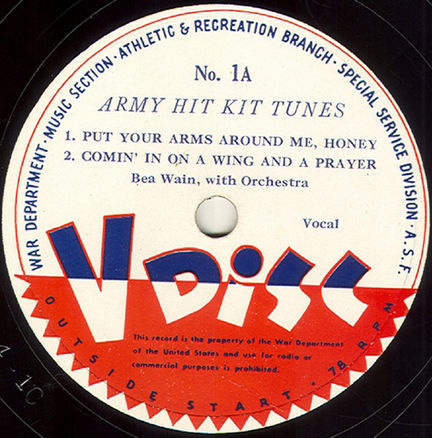 WAR DEPARTMENT · MUSIC SECTION · ATHLETIC & RECREATION BRANCH · SPECIAL SERVICE DIVISION · A.S.F.
No. 1A
ARMY HIT KIT TUNES
1. PUT YOUR ARMS AROUND ME, HONEY
2. COMIN' IN ON A WING AND A PRAYER
Bea Wain, with Orchestra
Vocal
V DiSC
This record is the property of the War Department
of the United States and use for radio or
commercial purposes is prohibited.
OUTSIDE START · 78 RPM